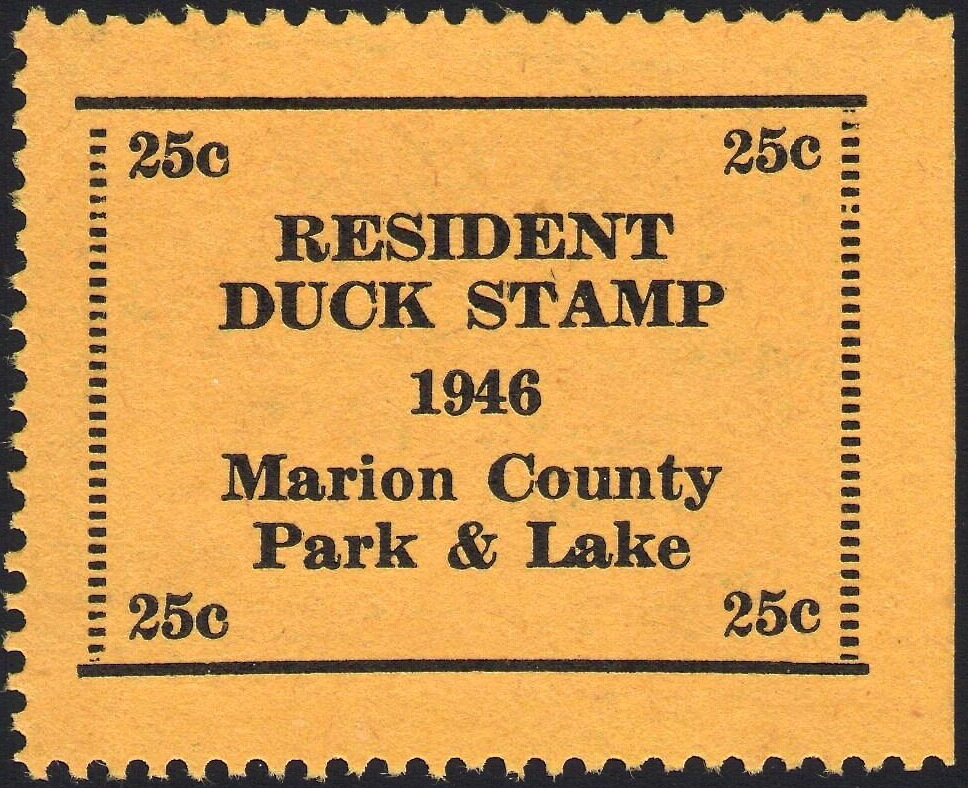 25c 25c
RESIDENT
DUCK STAMP
1946
Marion County
Park & Lake
25c 25c